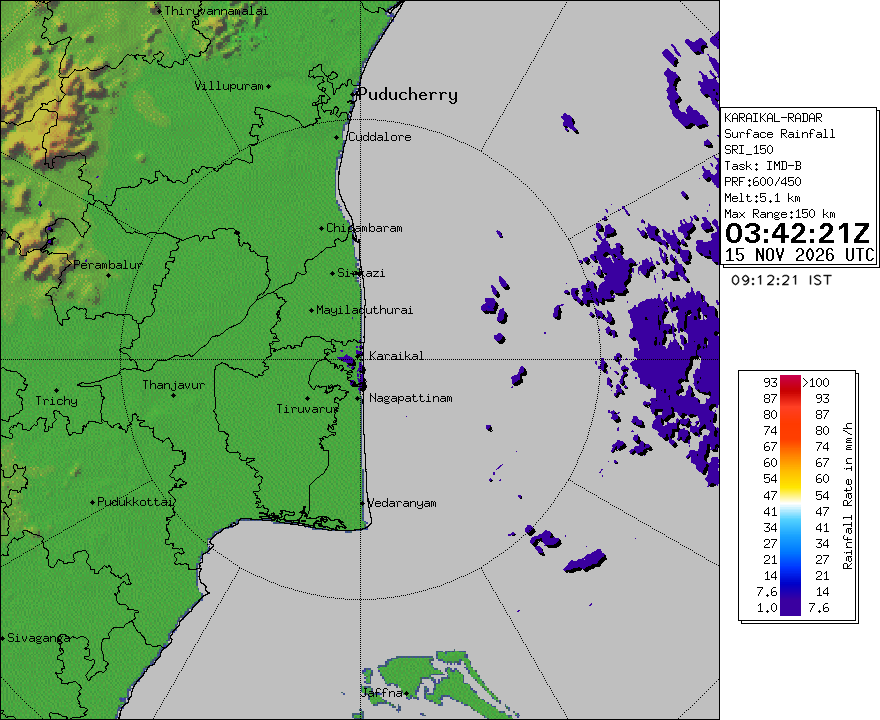 Thiruvannamalai
Villupuram
Puducherry
Cuddalore
Chidambaram
Perambalur
Sirkazi
Mayiladuthurai
Karaikal
Thanjavur
Trichy
Tiruvarur
Nagapattinam
Pudukkottai
Vedaranyam
Sivaganga
Jaffna
KARAIKAL-RADAR
Surface Rainfall
SRI_150
Task: IMD-B
PRF:600/450
Melt:5.1 km
Max Range:150 km
03:42:21Z
15 NOV 2026 UTC
09:12:21 IST
93 >100
87 93
80 87
74 80
67 74
60 67
54 60
47 54
41 47
34 41
27 34
21 27
14 21
7.6 14
1.0 7.6
Rainfall Rate in mm/h